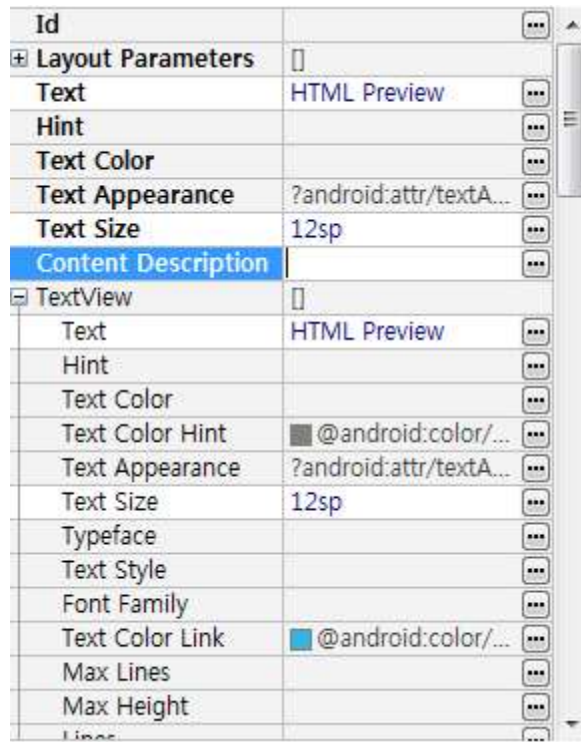 Id
Layout Parameters []
Text HTML Preview
Hint
Text Color
Text Appearance ?android:attr/textA...
Text Size 12sp
Content Description
TextView []
Text HTML Preview
Hint
Text Color
Text Color Hint @android:color/...
Text Appearance ?android:attr/textA...
Text Size 12sp
Typeface
Text Style
Font Family
Text Color Link @android:color/...
Max Lines
Max Height
Lines